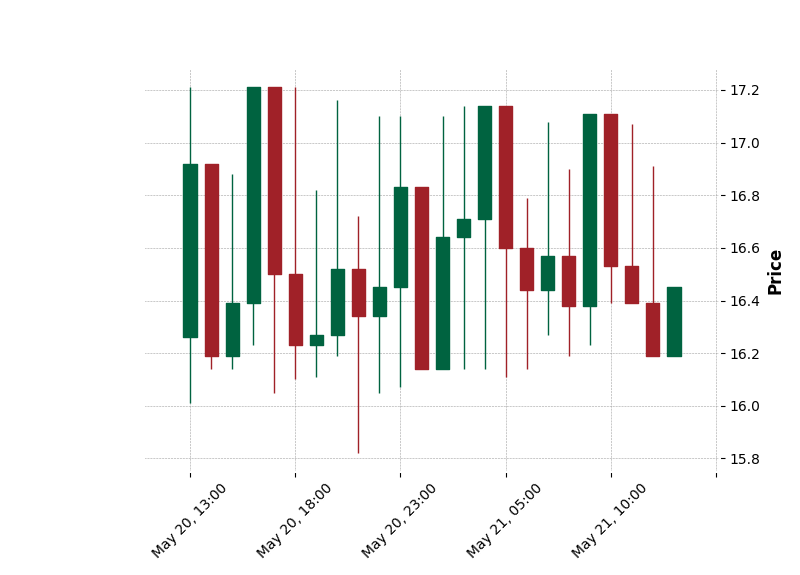 17.2
17.0
16.8
16.6
16.4
16.2
16.0
15.8
Price
May 20, 13:00
May 20, 18:00
May 20, 23:00
May 21, 05:00
May 21, 10:00